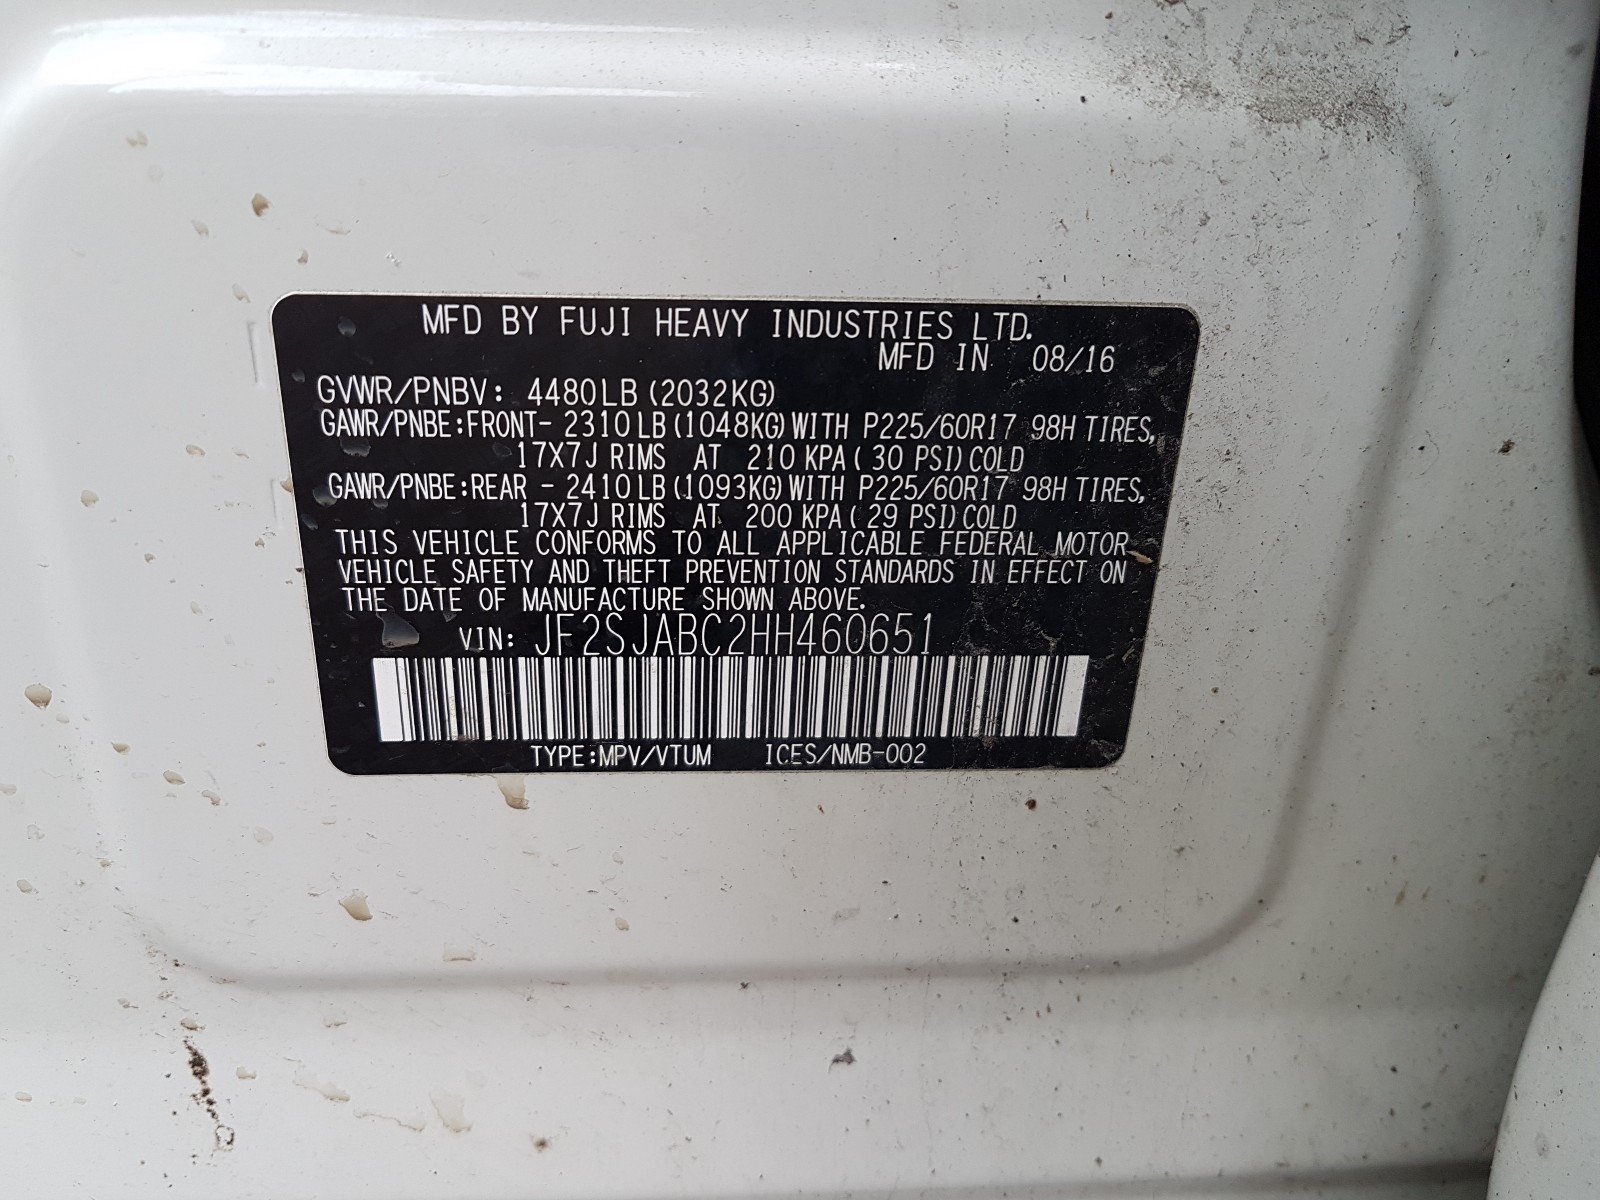 MFD BY FUJI HEAVY INDUSTRIES LTD.
MFD IN 08/16
GVWR/PNBV: 4480LB(2032KG)
GAWR/PNBE:FRONT- 2310LB(1048KG)WITH P225/60R17 98H TIRES,
17X7J RIMS AT 210 KPA( 30 PSI)COLD
GAWR/PNBE:REAR - 2410LB(1093KG)WITH P225/60R17 98H TIRES,
17X7J RIMS AT 200 KPA( 29 PSI)COLD
THIS VEHICLE CONFORMS TO ALL APPLICABLE FEDERAL MOTOR
VEHICLE SAFETY AND THEFT PREVENTION STANDARDS IN EFFECT ON
THE DATE OF MANUFACTURE SHOWN ABOVE.
VIN: JF2SJABC2HH460651
TYPE:MPV/VTUM ICES/NMB-002